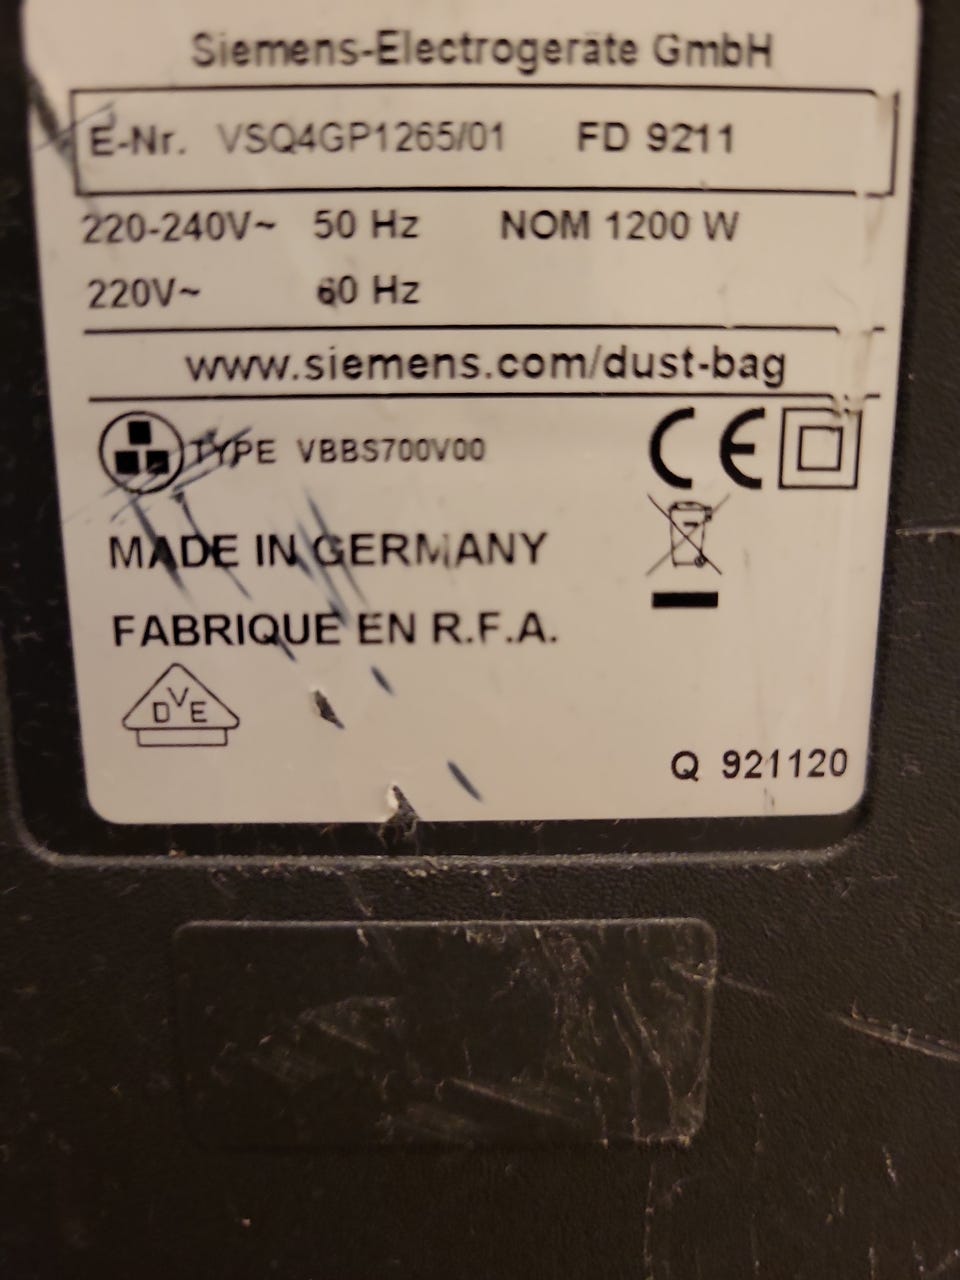 Siemens-Electrogeräte GmbH
E-Nr. VSQ4GP1265/01 FD 9211
220-240V~ 50 Hz NOM 1200 W
220V~ 60 Hz
www.siemens.com/dust-bag
TYPE VBBS700V00
CE
MADE IN GERMANY
FABRIQUE EN R.F.A.
DVE
Q 921120